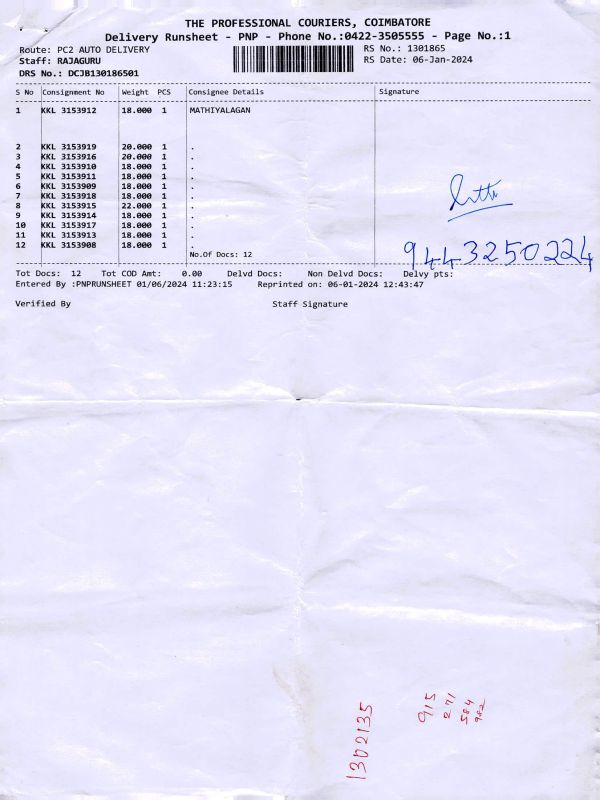 THE PROFESSIONAL COURIERS, COIMBATORE
Delivery Runsheet - PNP - Phone No.:0422-3505555 - Page No.:1
Route: PC2 AUTO DELIVERY RS No.: 1301865
Staff: RAJAGURU RS Date: 06-Jan-2024
DRS No.: DCJB130186501
S No Consignment No Weight PCS Consignee Details Signature
1 KKL 3153912 18.000 1 MATHIYALAGAN
2 KKL 3153919 20.000 1 .
3 KKL 3153916 20.000 1 .
4 KKL 3153910 18.000 1 .
5 KKL 3153911 18.000 1 .
6 KKL 3153909 18.000 1 .
7 KKL 3153918 18.000 1 .
8 KKL 3153915 22.000 1 .
9 KKL 3153914 18.000 1 .
10 KKL 3153917 18.000 1 .
11 KKL 3153913 18.000 1 .
12 KKL 3153908 18.000 1 .
No.Of Docs: 12
9443250224
Tot Docs: 12 Tot COD Amt: 0.00 Delvd Docs: Non Delvd Docs: Delvy pts:
Entered By :PNPRUNSHEET 01/06/2024 11:23:15 Reprinted on: 06-01-2024 12:43:47
Verified By Staff Signature
1302135
915
271
584
982